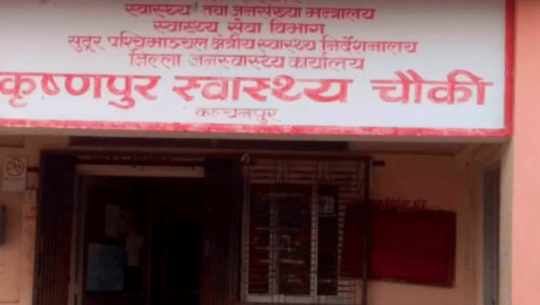 स्वास्थ्य तथा जनसंख्या मन्त्रालय
स्वास्थ्य सेवा विभाग
सुदूर पश्चिमाञ्चल क्षेत्रीय स्वास्थ्य निर्देशनालय
जिल्ला जनस्वास्थ्य कार्यालय
कृष्णपुर स्वास्थ्य चौकी
कञ्चनपुर